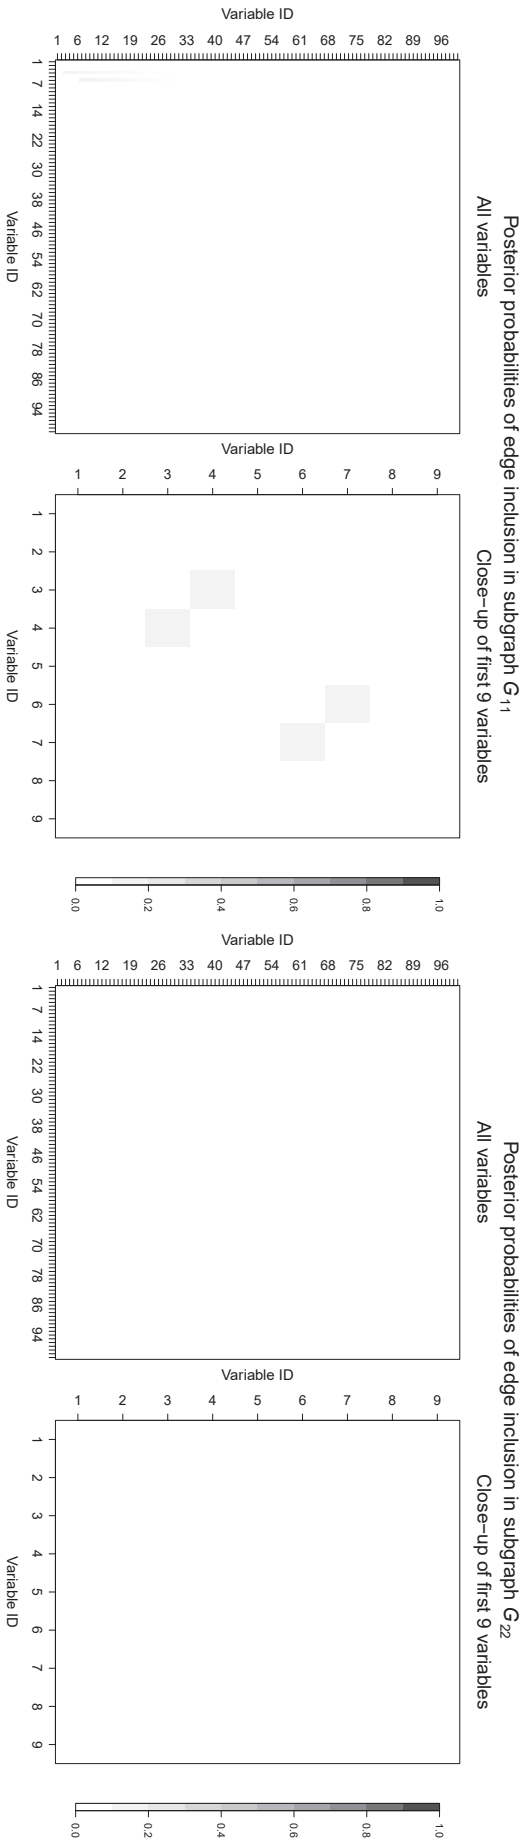 Posterior probabilities of edge inclusion in subgraph G11
All variables
Variable ID
1 6 12 19 26 33 40 47 54 61 68 75 82 89 96
1 7 14 22 30 38 46 54 62 70 78 86 94
Variable ID
Close-up of first 9 variables
Variable ID
1 2 3 4 5 6 7 8 9
1 2 3 4 5 6 7 8 9
Variable ID
0.0 0.2 0.4 0.6 0.8 1.0
Posterior probabilities of edge inclusion in subgraph G22
All variables
Variable ID
1 6 12 19 26 33 40 47 54 61 68 75 82 89 96
1 7 14 22 30 38 46 54 62 70 78 86 94
Variable ID
Close-up of first 9 variables
Variable ID
1 2 3 4 5 6 7 8 9
1 2 3 4 5 6 7 8 9
Variable ID
0.0 0.2 0.4 0.6 0.8 1.0